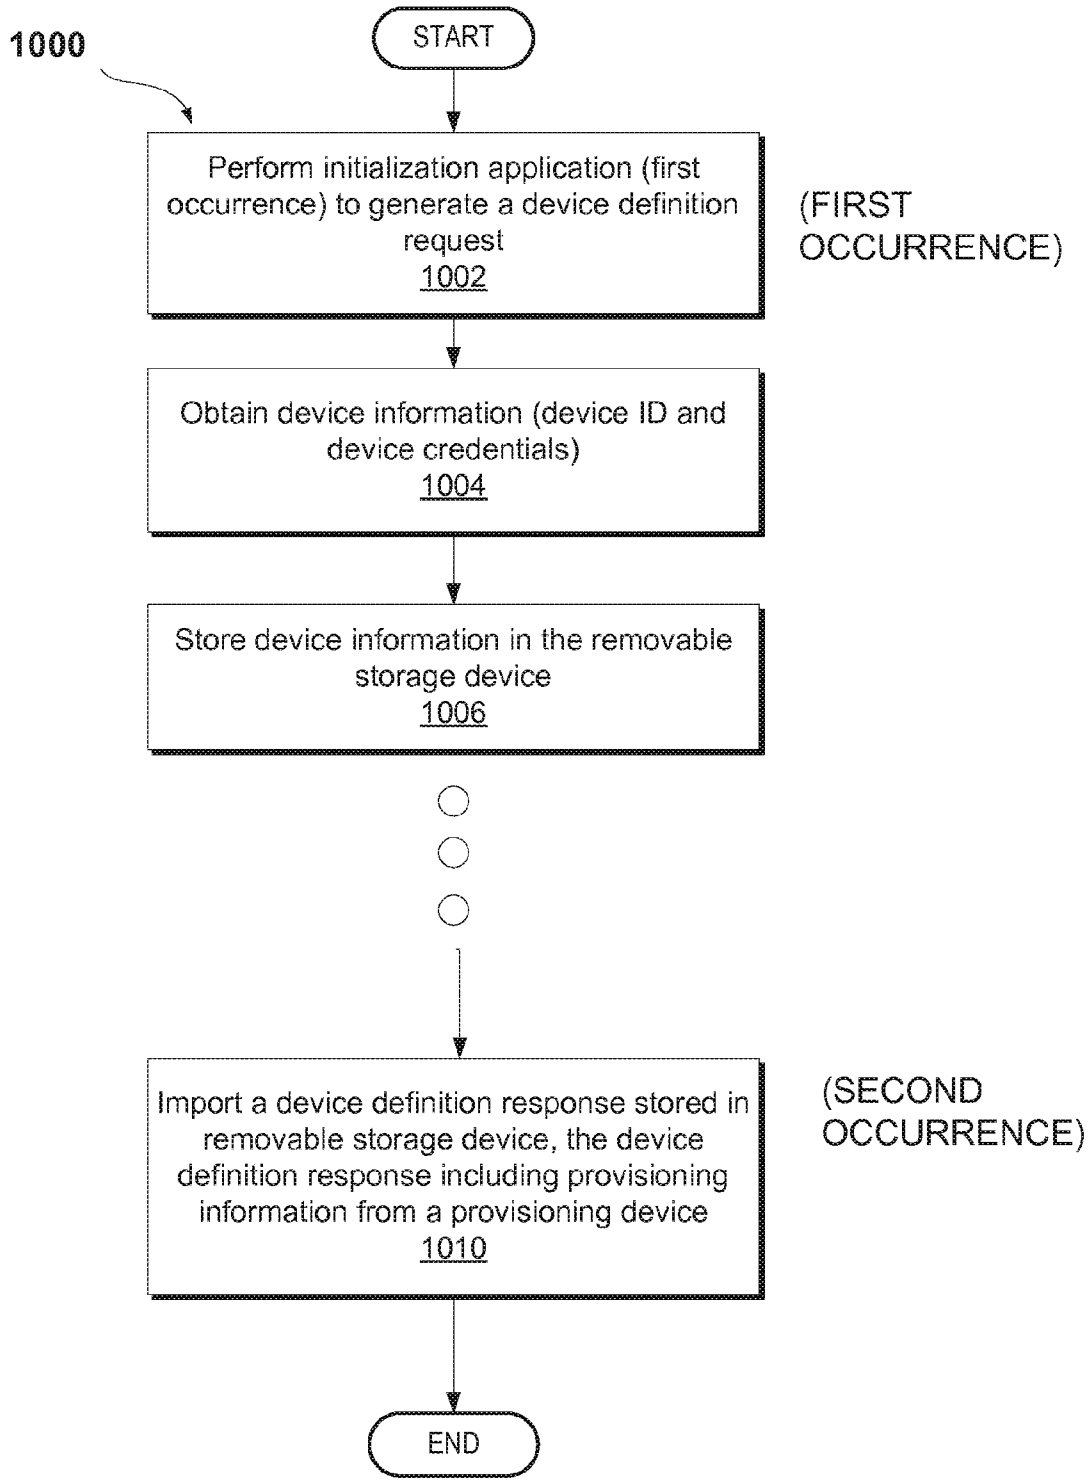 START
1000
Perform initialization application (first
occurrence) to generate a device definition
request
1002
(FIRST
OCCURRENCE)
Obtain device information (device ID and
device credentials)
1004
Store device information in the removable
storage device
1006
Import a device definition response stored in
removable storage device, the device
definition response including provisioning
information from a provisioning device
1010
(SECOND
OCCURRENCE)
END